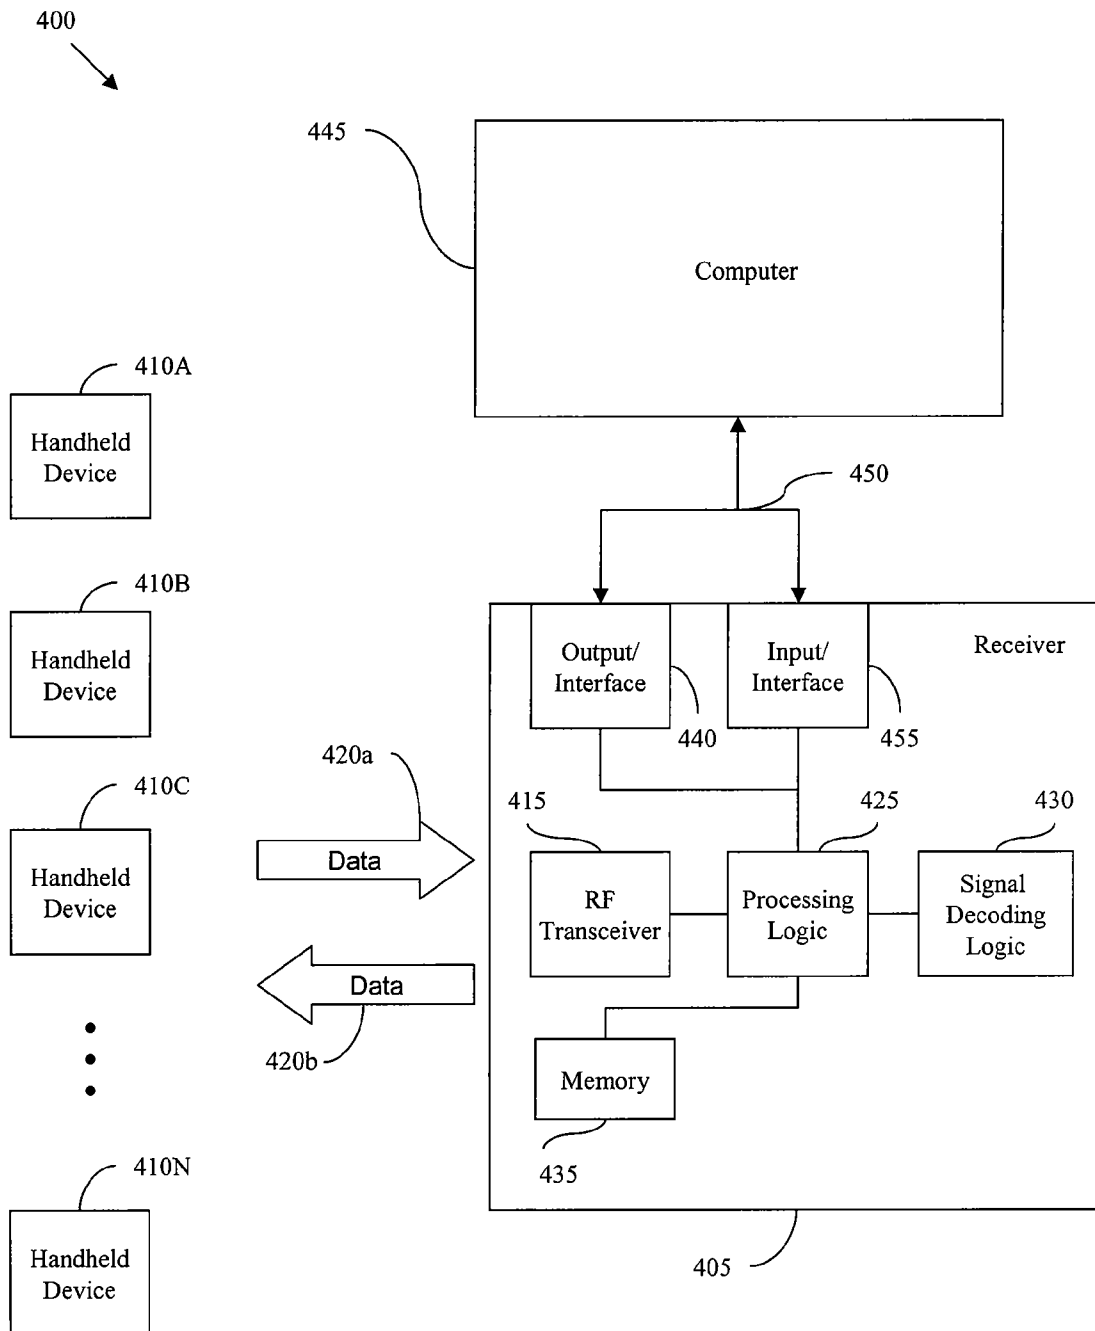 400
445
Computer
410A
Handheld
Device
450
410B
Handheld
Device
Output/
Interface
Input/
Interface
Receiver
440
455
420a
410C
415
425
430
Handheld
Device
Data
RF
Transceiver
Processing
Logic
Signal
Decoding
Logic
Data
420b
Memory
435
410N
Handheld
Device
405